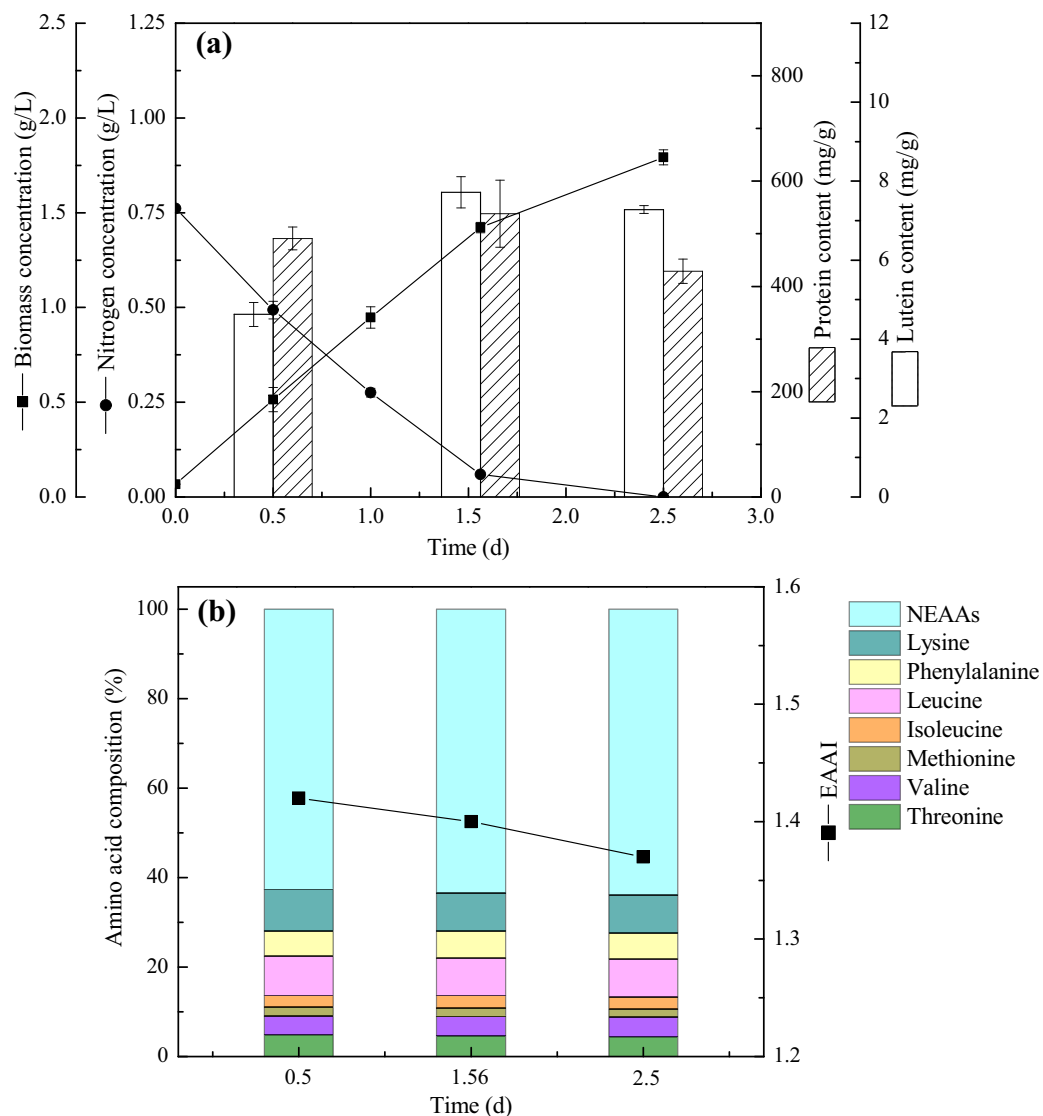 (a)
Biomass concentration (g/L)
2.5
2.0
1.5
1.0
0.5
0.0
Nitrogen concentration (g/L)
1.25
1.00
0.75
0.50
0.25
0.00
800
600
400
200
0
Protein content (mg/g)
12
10
8
6
4
2
0
Lutein content (mg/g)
0.0 0.5 1.0 1.5 2.0 2.5 3.0
Time (d)
(b)
Amino acid composition (%)
100
80
60
40
20
0
1.6
1.5
1.4
1.3
1.2
EAAI
0.5 1.56 2.5
Time (d)
NEAAs
Lysine
Phenylalanine
Leucine
Isoleucine
Methionine
Valine
Threonine